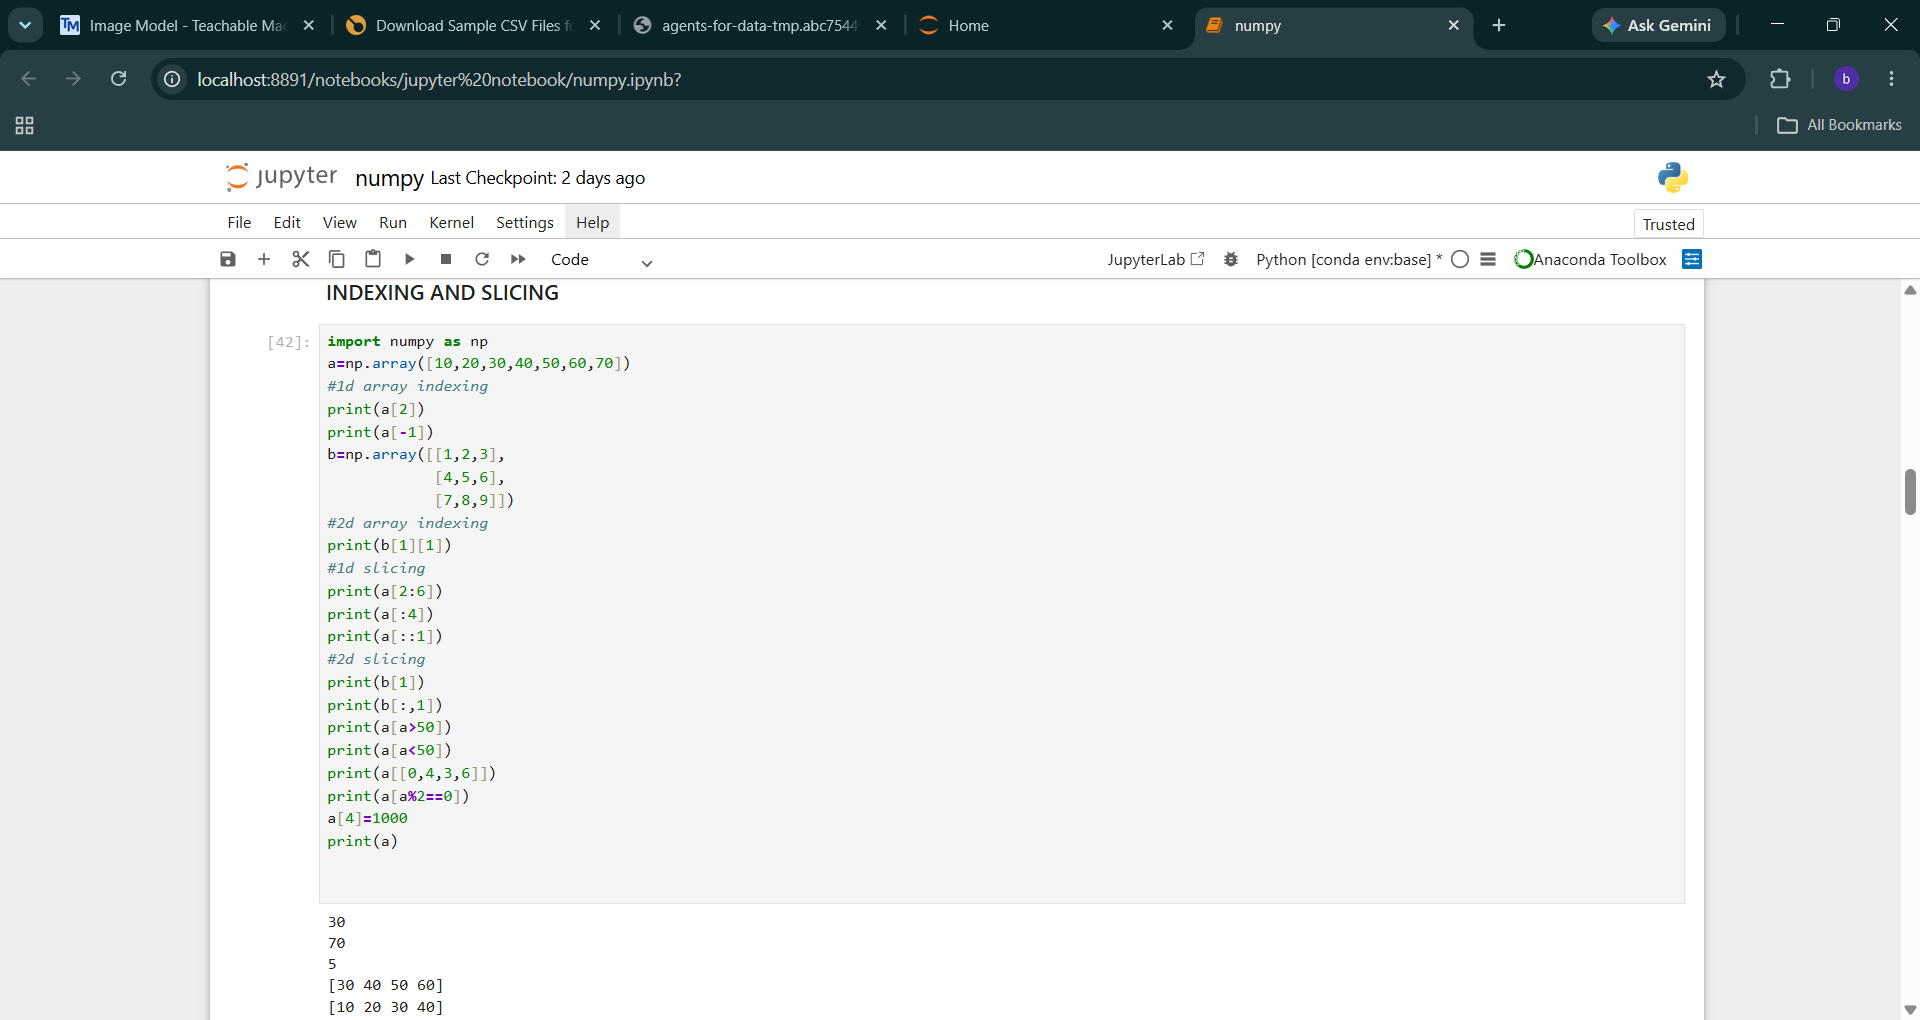 Image Model - Teachable Ma
Download Sample CSV Files f
agents-for-data-tmp.abc7544
Home
numpy
Ask Gemini
localhost:8891/notebooks/jupyter%20notebook/numpy.ipynb?
b
All Bookmarks
jupyter numpy Last Checkpoint: 2 days ago
File Edit View Run Kernel Settings Help
Trusted
Code
JupyterLab
Python [conda env:base] *
Anaconda Toolbox
INDEXING AND SLICING
[42]:
import numpy as np
a=np.array([10,20,30,40,50,60,70])
#1d array indexing
print(a[2])
print(a[-1])
b=np.array([[1,2,3],
            [4,5,6],
            [7,8,9]])
#2d array indexing
print(b[1][1])
#1d slicing
print(a[2:6])
print(a[:4])
print(a[::1])
#2d slicing
print(b[1])
print(b[:,1])
print(a[a>50])
print(a[a<50])
print(a[[0,4,3,6]])
print(a[a%2==0])
a[4]=1000
print(a)
30
70
5
[30 40 50 60]
[10 20 30 40]